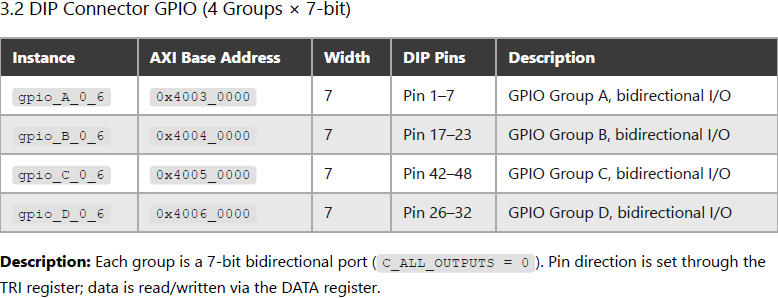 3.2 DIP Connector GPIO (4 Groups × 7-bit)
Instance AXI Base Address Width DIP Pins Description
gpio_A_0_6 0x4003_0000 7 Pin 1–7 GPIO Group A, bidirectional I/O
gpio_B_0_6 0x4004_0000 7 Pin 17–23 GPIO Group B, bidirectional I/O
gpio_C_0_6 0x4005_0000 7 Pin 42–48 GPIO Group C, bidirectional I/O
gpio_D_0_6 0x4006_0000 7 Pin 26–32 GPIO Group D, bidirectional I/O
Description: Each group is a 7-bit bidirectional port ( C_ALL_OUTPUTS = 0 ). Pin direction is set through the
TRI register; data is read/written via the DATA register.